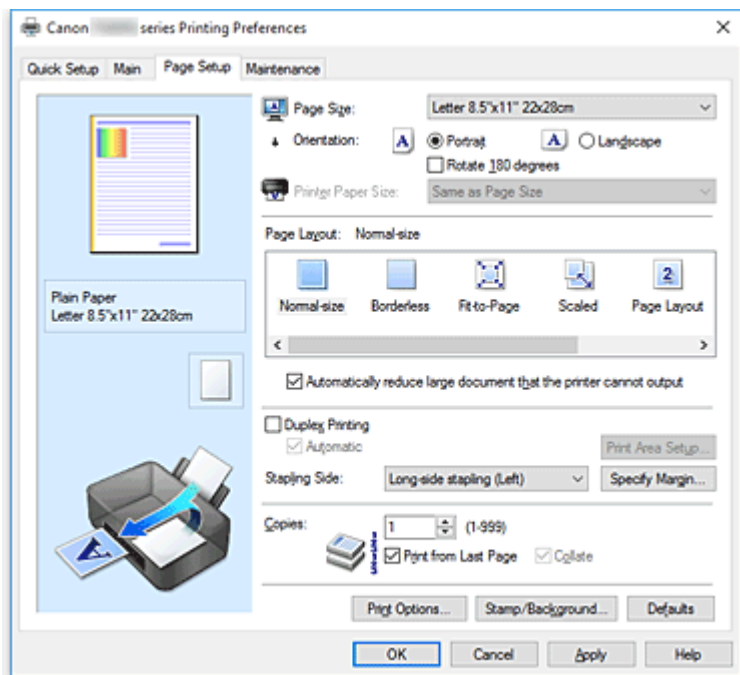 Canon series Printing Preferences
Quick Setup Main Page Setup Maintenance
Page Size: Letter 8.5"x11" 22x28cm
Orientation: A Portrait A Landscape
Rotate 180 degrees
Printer Paper Size: Same as Page Size
Page Layout: Normal-size
2
Normal-size Borderless Fit-to-Page Scaled Page Layout
Plain Paper
Letter 8.5"x11" 22x28cm
Automatically reduce large document that the printer cannot output
Duplex Printing
Automatic Print Area Setup...
Stapling Side: Long-side stapling (Left) Specify Margin...
Copies: 1 (1-999)
Print from Last Page Collate
A
Print Options... Stamp/Background... Defaults
OK Cancel Apply Help